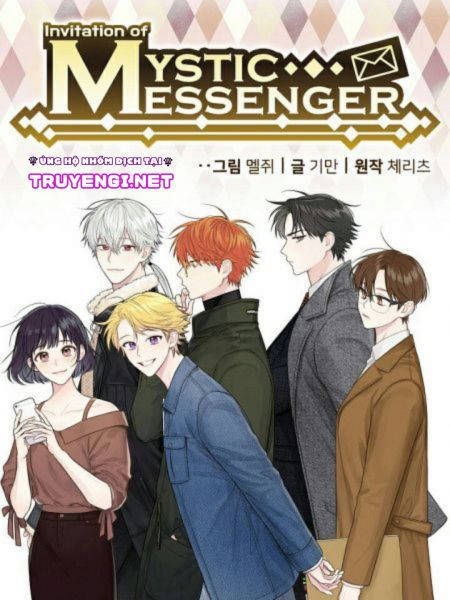 Invitation of
MYSTIC•••
MESSENGER
ỦNG HỘ NHÓM DỊCH TẠI
TRUYENGI.NET
··그림 멜쥐 | 글 기만 | 원작 체리츠